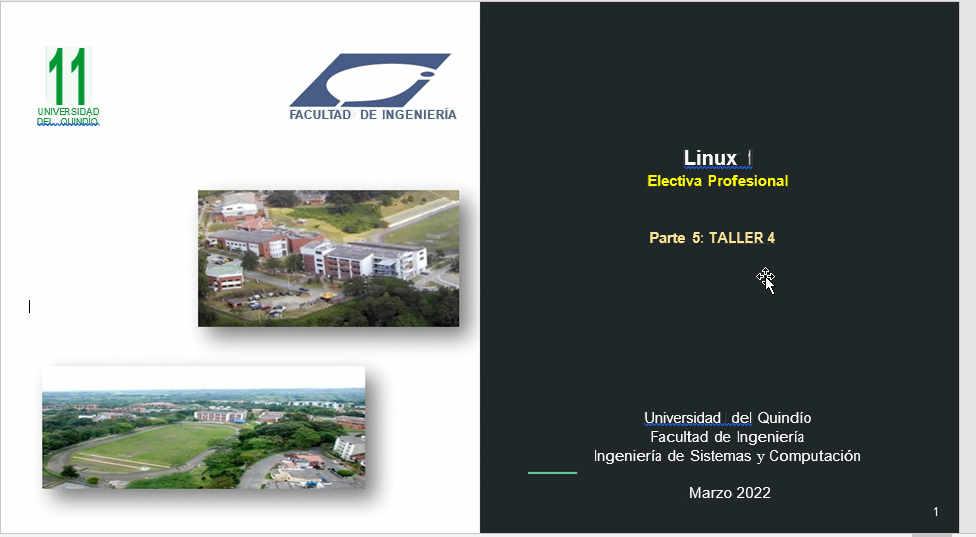 11
UNIVERSIDAD
DEL QUINDIO
FACULTAD DE INGENIERÍA
Linux I
Electiva Profesional
Parte 5: TALLER 4
Universidad del Quindío
Facultad de Ingeniería
Ingeniería de Sistemas y Computación
Marzo 2022
1